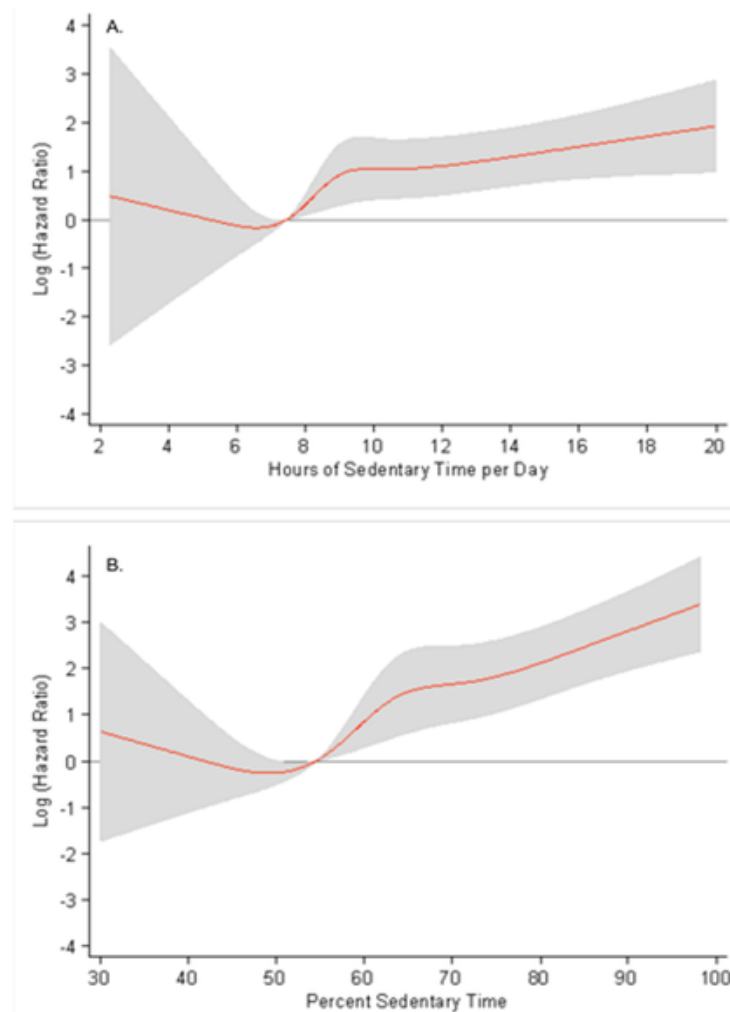 A.
4
3
2
1
0
-1
-2
-3
-4
Log (Hazard Ratio)
2 4 6 8 10 12 14 16 18 20
Hours of Sedentary Time per Day
B.
4
3
2
1
0
-1
-2
-3
-4
Log (Hazard Ratio)
30 40 50 60 70 80 90 100
Percent Sedentary Time